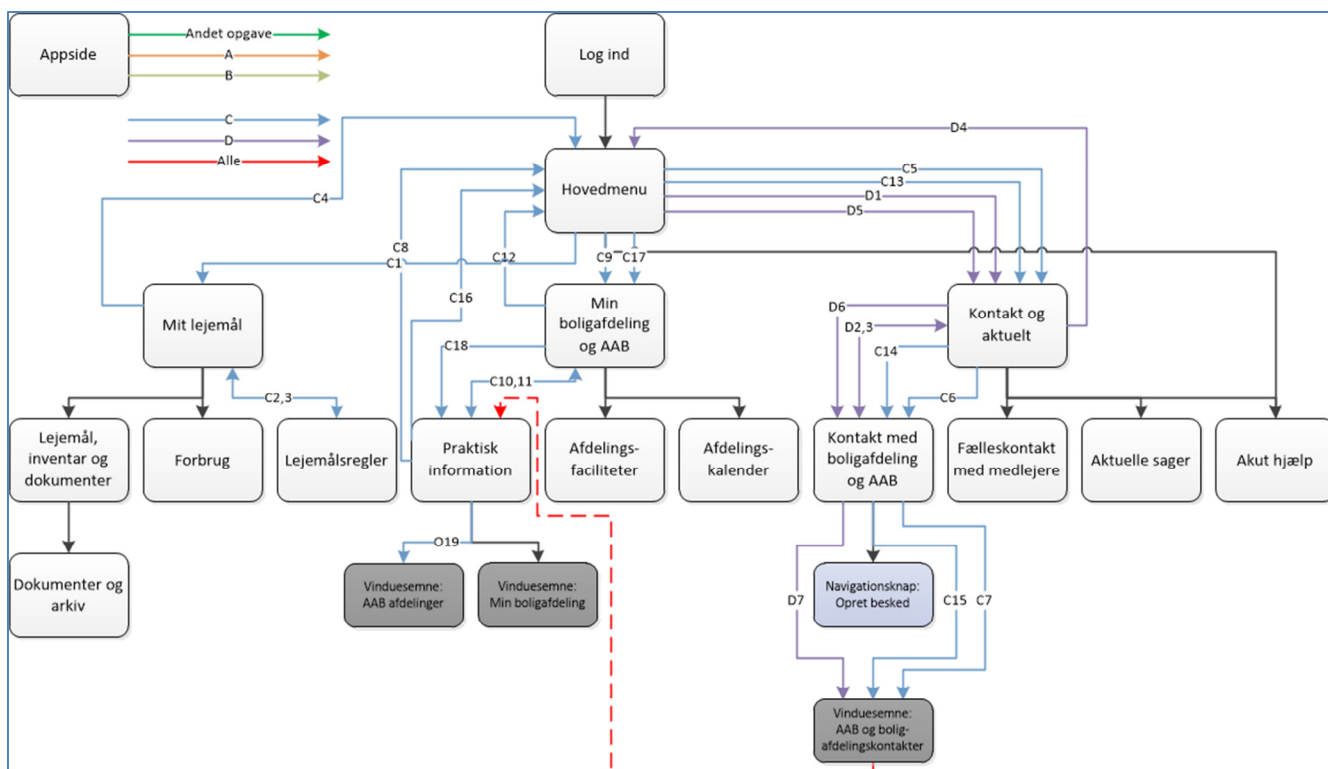 Appside
Andet opgave
A
B
C
D
Alle
Log ind
D4
C4
Hovedmenu
C5
C13
D1
D5
C8
C1
C12
C9
C17
C16
Mit lejemål
Min
boligafdeling
og AAB
Kontakt og
aktuelt
D6
D2,3
C14
C18
C10,11
C2,3
C6
Lejemål,
inventar og
dokumenter
Forbrug
Lejemålsregler
Praktisk
information
Afdelings-
faciliteter
Afdelings-
kalender
Kontakt med
boligafdeling
og AAB
Fælleskontakt
med medlejere
Aktuelle sager
Akut hjælp
O19
Dokumenter og
arkiv
Vinduesemne:
AAB afdelinger
Vinduesemne:
Min boligafdeling
Navigationsknap:
Opret besked
D7
C15
C7
Vinduesemne:
AAB og bolig-
afdelingskontakter